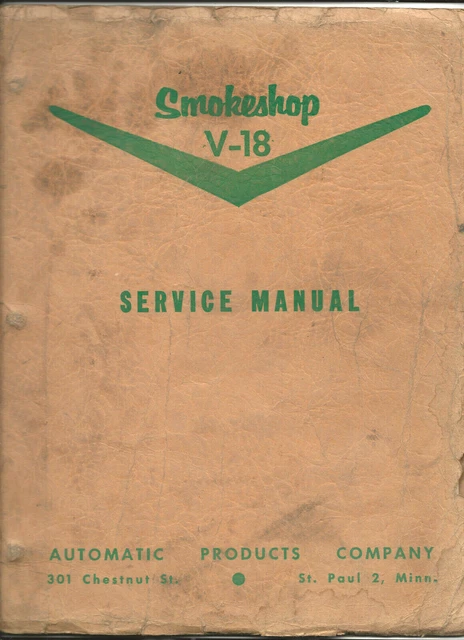 Smokeshop
V-18
SERVICE MANUAL
AUTOMATIC PRODUCTS COMPANY
301 Chestnut St. ● St. Paul 2, Minn.